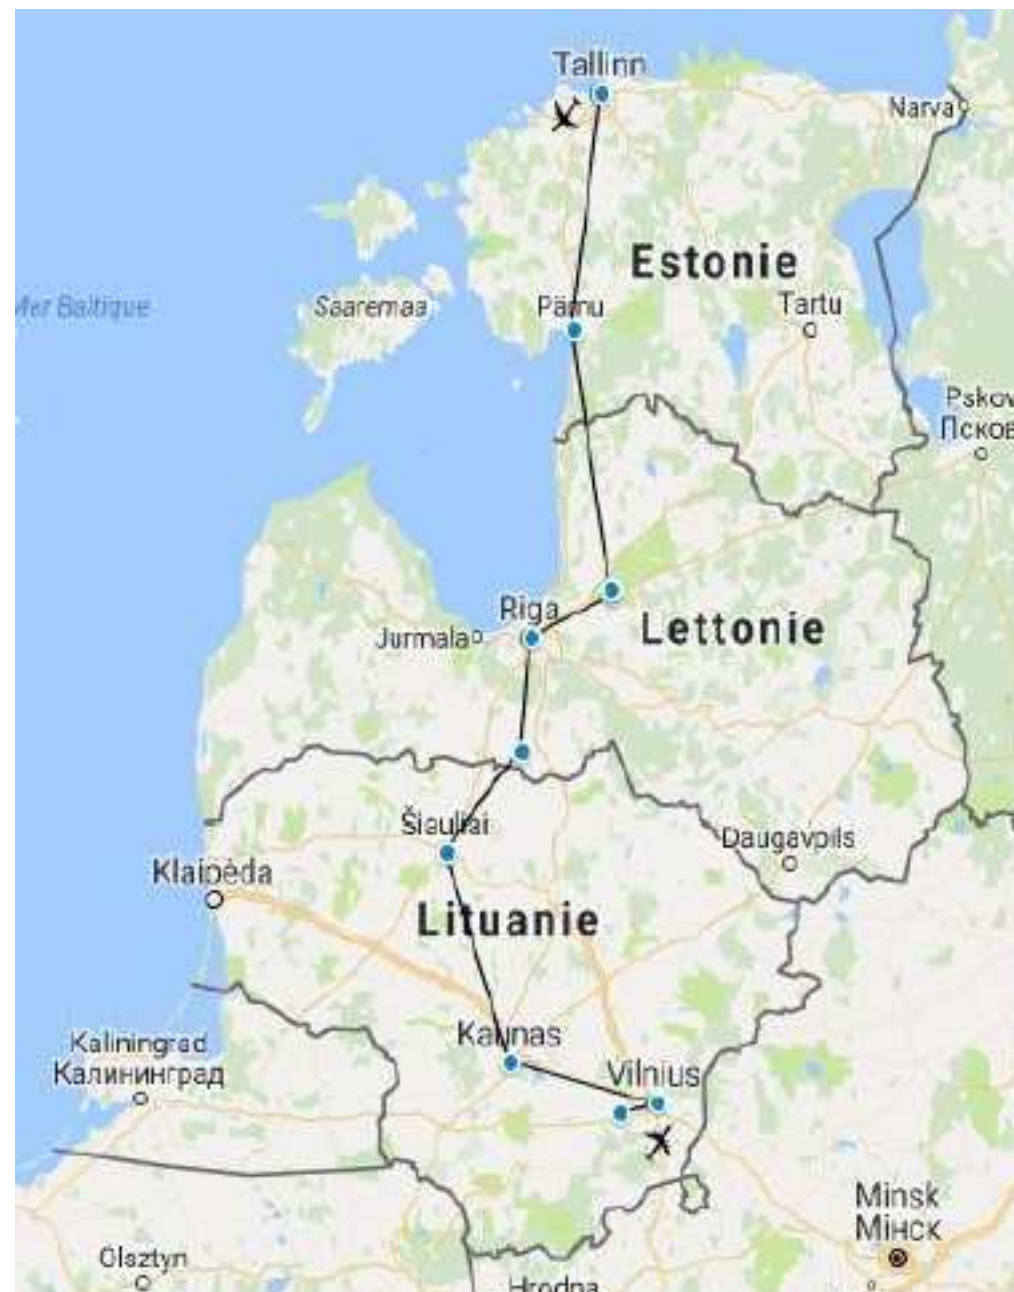 Tallinn
Narva
Estonie
Mer Baltique
Saaremaa
Pärnu
Tartu
Pskov
Псков
Riga
Jurmala
Lettonie
Šiauliai
Daugavpils
Klaipėda
Lituanie
Kaunas
Kaliningrad
Калининград
Vilnius
Minsk
Мінск
Olsztyn
Hrodna